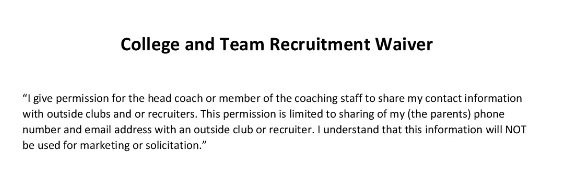 College and Team Recruitment Waiver
“I give permission for the head coach or member of the coaching staff to share my contact information
with outside clubs and or recruiters. This permission is limited to sharing of my (the parents) phone
number and email address with an outside club or recruiter. I understand that this information will NOT
be used for marketing or solicitation.”